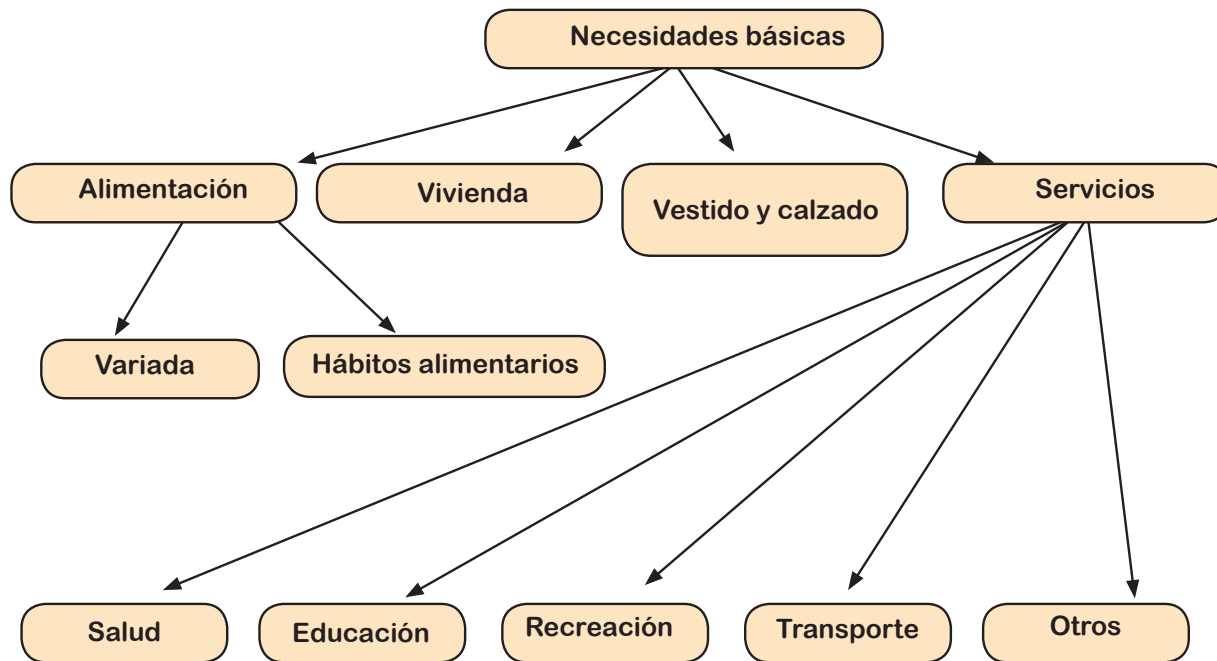 Necesidades básicas
Alimentación
Vivienda
Vestido y calzado
Servicios
Variada
Hábitos alimentarios
Salud
Educación
Recreación
Transporte
Otros